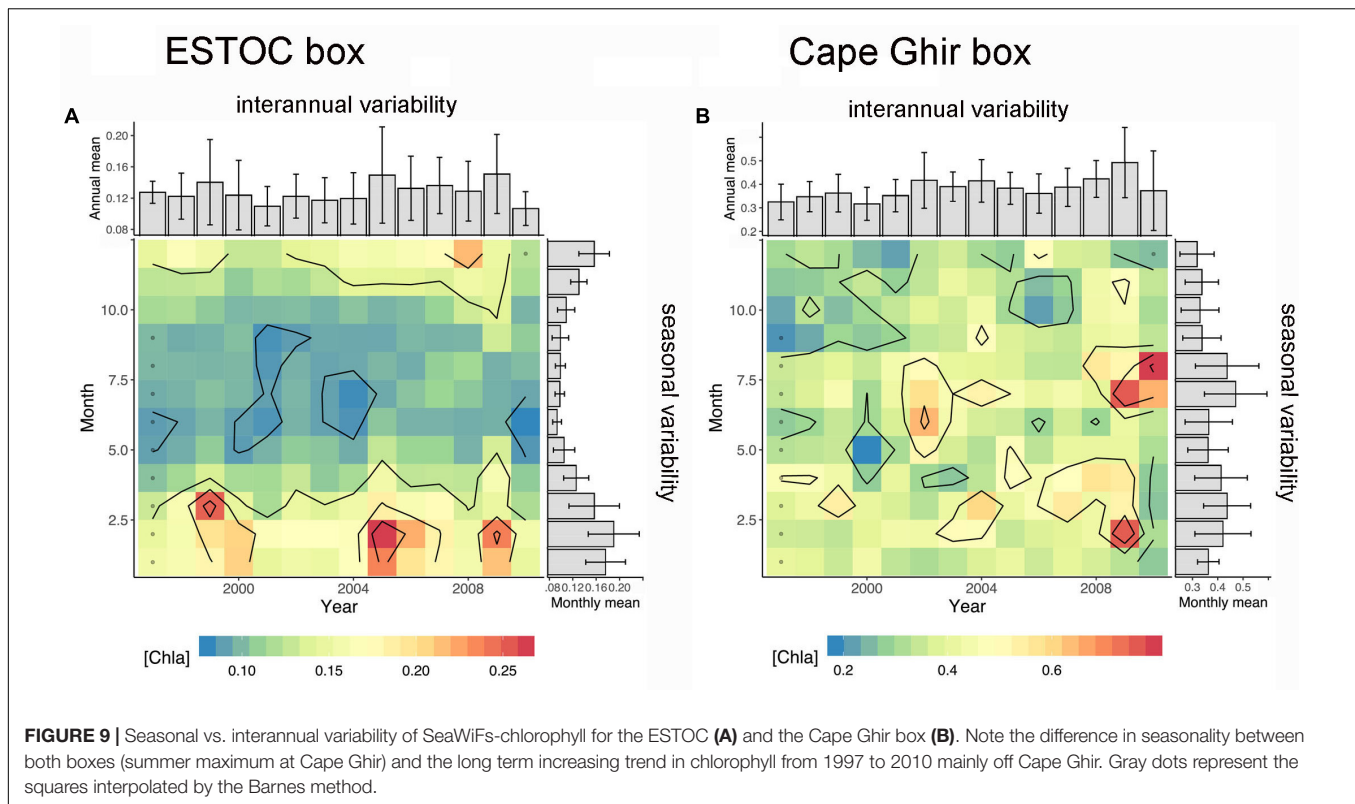 ESTOC box
Cape Ghir box
interannual variability
interannual variability
A
B
Annual mean
0.20
0.16
0.12
0.08
Annual mean
0.5
0.4
0.3
0.2
Month
10.0
7.5
5.0
2.5
Month
10.0
7.5
5.0
2.5
seasonal variability
seasonal variability
2000 2004 2008
Year
.08 0.12 0.16 0.20
Monthly mean
2000 2004 2008
Year
0.3 0.4 0.5
Monthly mean
[Chla]
0.10 0.15 0.20 0.25
[Chla]
0.2 0.4 0.6
FIGURE 9 | Seasonal vs. interannual variability of SeaWiFs-chlorophyll for the ESTOC (A) and the Cape Ghir box (B). Note the difference in seasonality between
both boxes (summer maximum at Cape Ghir) and the long term increasing trend in chlorophyll from 1997 to 2010 mainly off Cape Ghir. Gray dots represent the
squares interpolated by the Barnes method.